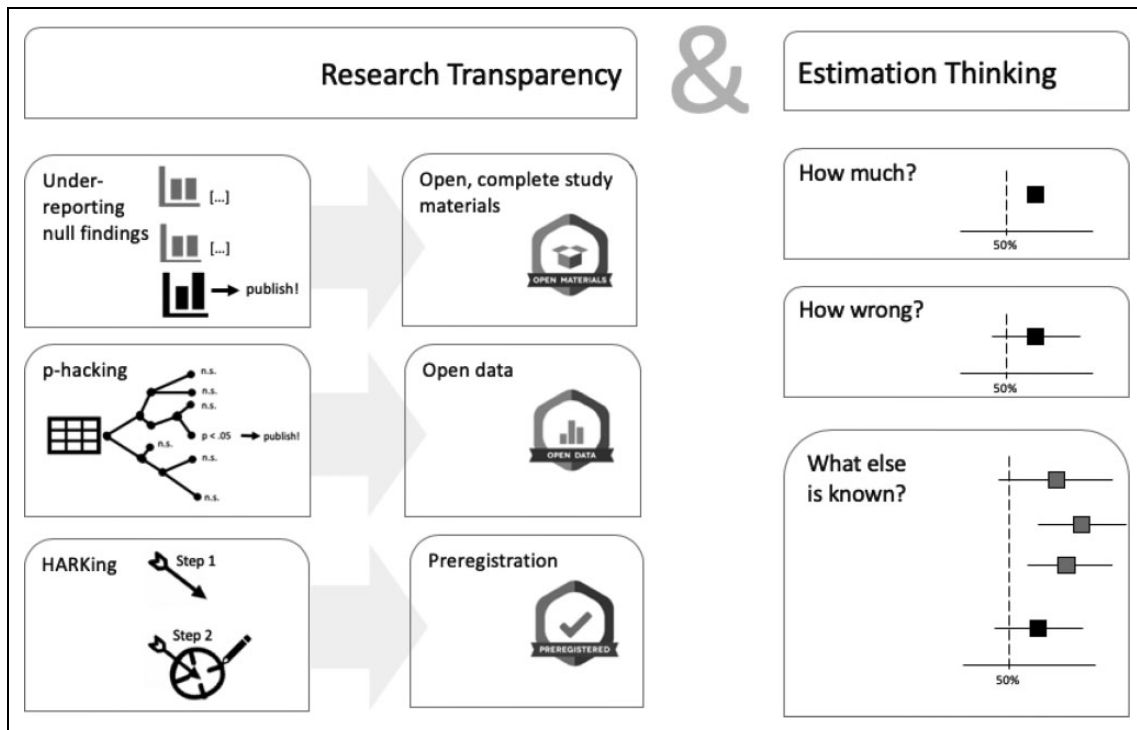 Research Transparency
&
Estimation Thinking
Under-
reporting
null findings
[...]
[...]
publish!
Open, complete study
materials
OPEN MATERIALS
p-hacking
n.s.
n.s.
n.s.
p < .05
publish!
n.s.
n.s.
n.s.
Open data
OPEN DATA
HARKing
Step 1
Step 2
Preregistration
PREREGISTERED
How much?
50%
How wrong?
50%
What else
is known?
50%